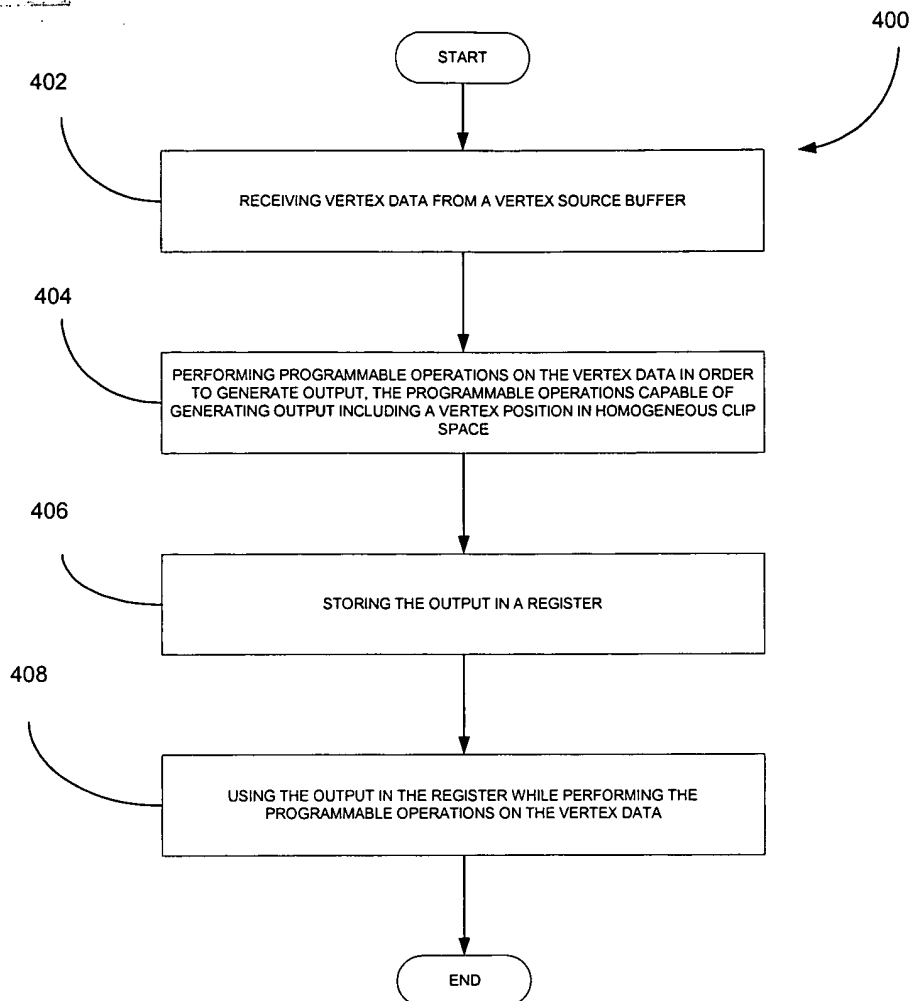 400
START
402
RECEIVING VERTEX DATA FROM A VERTEX SOURCE BUFFER
404
PERFORMING PROGRAMMABLE OPERATIONS ON THE VERTEX DATA IN ORDER
TO GENERATE OUTPUT, THE PROGRAMMABLE OPERATIONS CAPABLE OF
GENERATING OUTPUT INCLUDING A VERTEX POSITION IN HOMOGENEOUS CLIP
SPACE
406
STORING THE OUTPUT IN A REGISTER
408
USING THE OUTPUT IN THE REGISTER WHILE PERFORMING THE
PROGRAMMABLE OPERATIONS ON THE VERTEX DATA
END